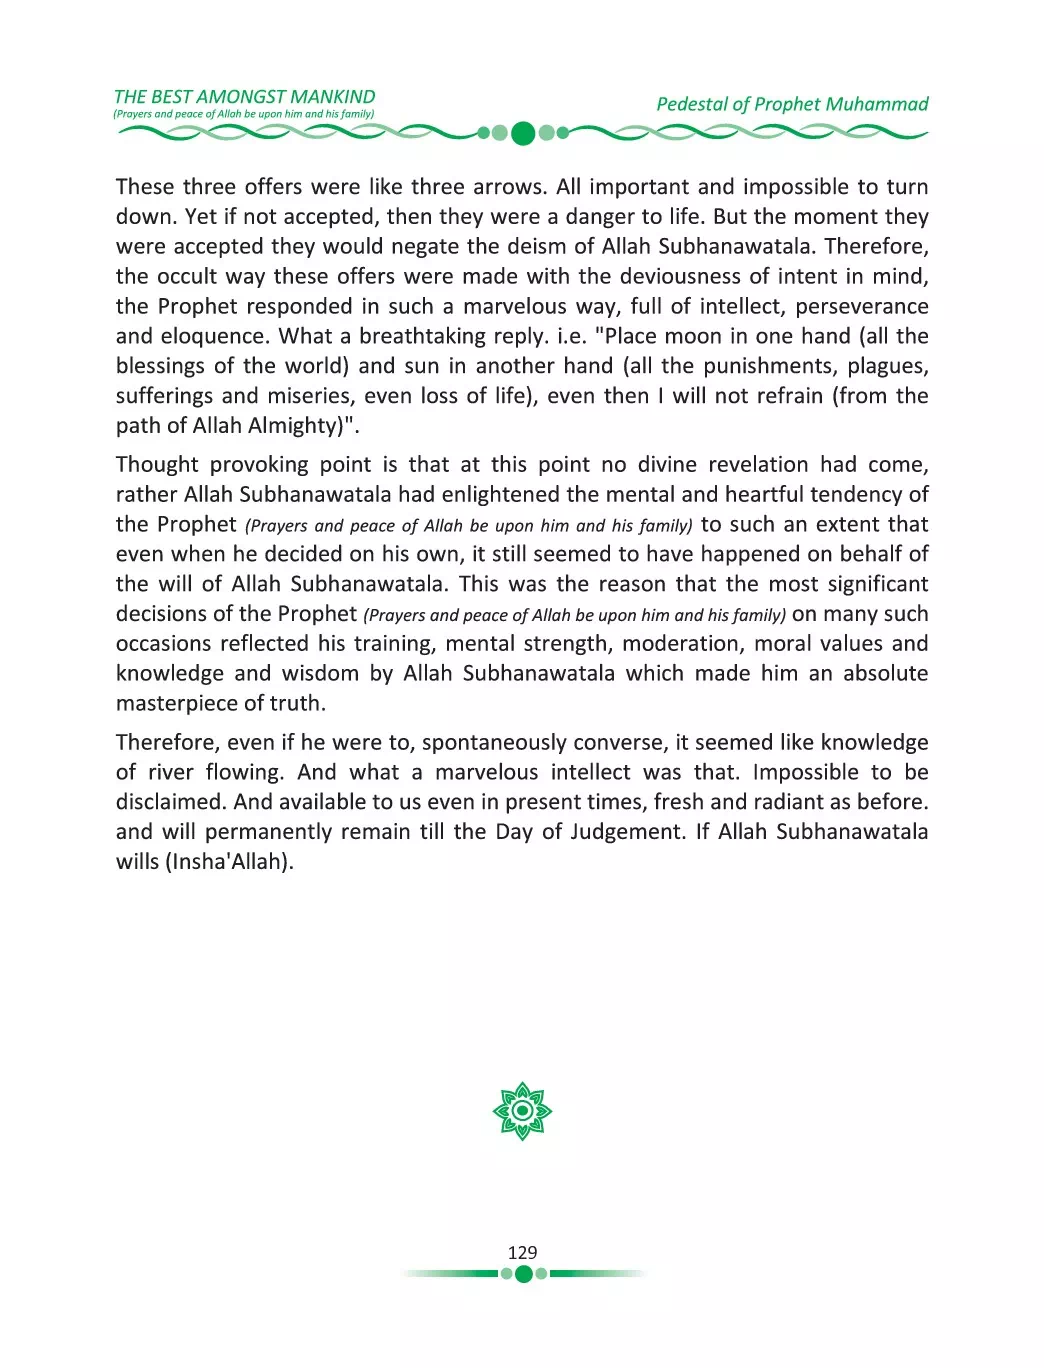 THE BEST AMONGST MANKIND
(Prayers and peace of Allah be upon him and his family)
Pedestal of Prophet Muhammad
These three offers were like three arrows. All important and impossible to turn
down. Yet if not accepted, then they were a danger to life. But the moment they
were accepted they would negate the deism of Allah Subhanawatala. Therefore,
the occult way these offers were made with the deviousness of intent in mind,
the Prophet responded in such a marvelous way, full of intellect, perseverance
and eloquence. What a breathtaking reply. i.e. "Place moon in one hand (all the
blessings of the world) and sun in another hand (all the punishments, plagues,
sufferings and miseries, even loss of life), even then I will not refrain (from the
path of Allah Almighty)".
Thought provoking point is that at this point no divine revelation had come,
rather Allah Subhanawatala had enlightened the mental and heartful tendency of
the Prophet (Prayers and peace of Allah be upon him and his family) to such an extent that
even when he decided on his own, it still seemed to have happened on behalf of
the will of Allah Subhanawatala. This was the reason that the most significant
decisions of the Prophet (Prayers and peace of Allah be upon him and his family) on many such
occasions reflected his training, mental strength, moderation, moral values and
knowledge and wisdom by Allah Subhanawatala which made him an absolute
masterpiece of truth.
Therefore, even if he were to, spontaneously converse, it seemed like knowledge
of river flowing. And what a marvelous intellect was that. Impossible to be
disclaimed. And available to us even in present times, fresh and radiant as before.
and will permanently remain till the Day of Judgement. If Allah Subhanawatala
wills (Insha'Allah).
129